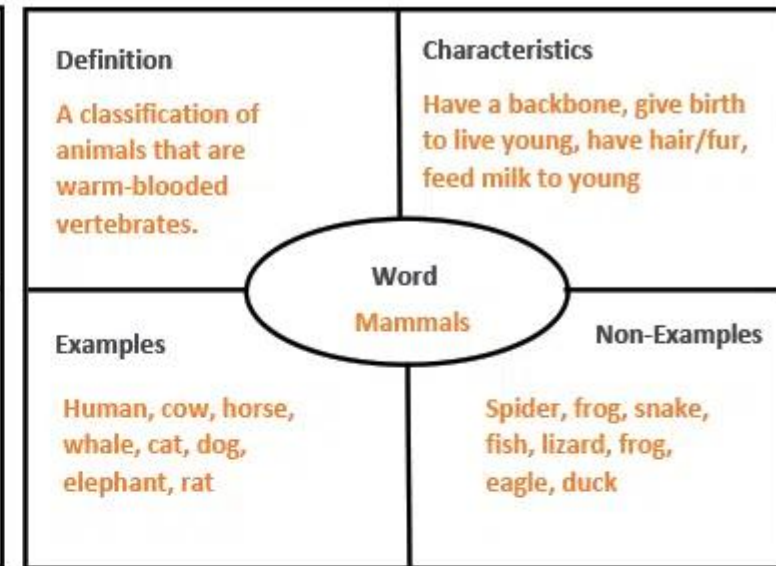 Definition
A classification of
animals that are
warm-blooded
vertebrates.
Characteristics
Have a backbone, give birth
to live young, have hair/fur,
feed milk to young
Word
Mammals
Examples
Human, cow, horse,
whale, cat, dog,
elephant, rat
Non-Examples
Spider, frog, snake,
fish, lizard, frog,
eagle, duck